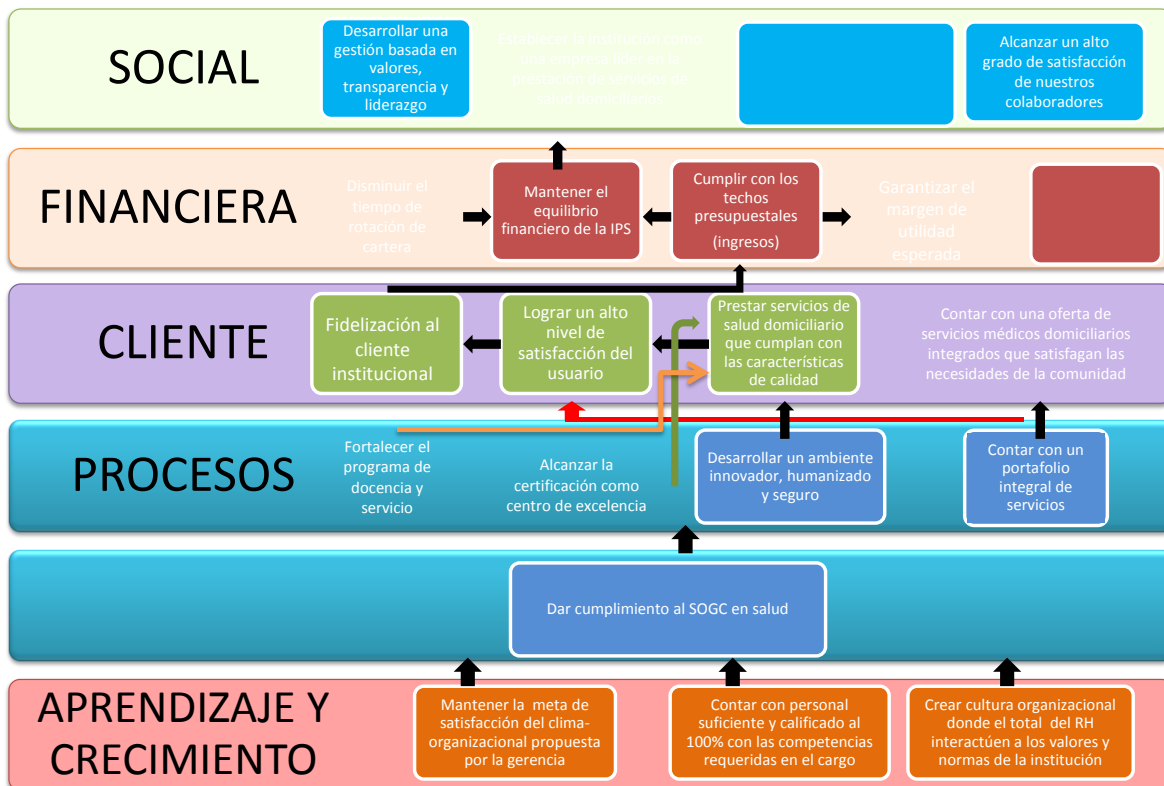 SOCIAL
Desarrollar una
gestión basada en
valores,
transparencia y
liderazgo
Establecer la institución como
una empresa líder en la
prestación de servicios de
salud domiciliarios
Alcanzar un alto
grado de satisfacción
de nuestros
colaboradores
FINANCIERA
Disminuir el
tiempo de
rotación de
cartera
Mantener el
equilibrio
financiero de la IPS
Cumplir con los
techos
presupuestales
(ingresos)
Garantizar el
margen de
utilidad
esperada
CLIENTE
Fidelización al
cliente
institucional
Lograr un alto
nivel de
satisfacción del
usuario
Prestar servicios de
salud domiciliario
que cumplan con
las características
de calidad
Contar con una oferta de
servicios médicos domiciliarios
integrados que satisfagan las
necesidades de la comunidad
PROCESOS
Fortalecer el
programa de
docencia y
servicio
Alcanzar la
certificación como
centro de excelencia
Desarrollar un ambiente
innovador, humanizado
y seguro
Contar con un
portafolio
integral de
servicios
Dar cumplimiento al SOGC en salud
APRENDIZAJE Y
CRECIMIENTO
Mantener la meta de
satisfacción del clima-
organizacional propuesta
por la gerencia
Contar con personal
suficiente y calificado al
100% con las competencias
requeridas en el cargo
Crear cultura organizacional
donde el total del RH
interactúen a los valores y
normas de la institución